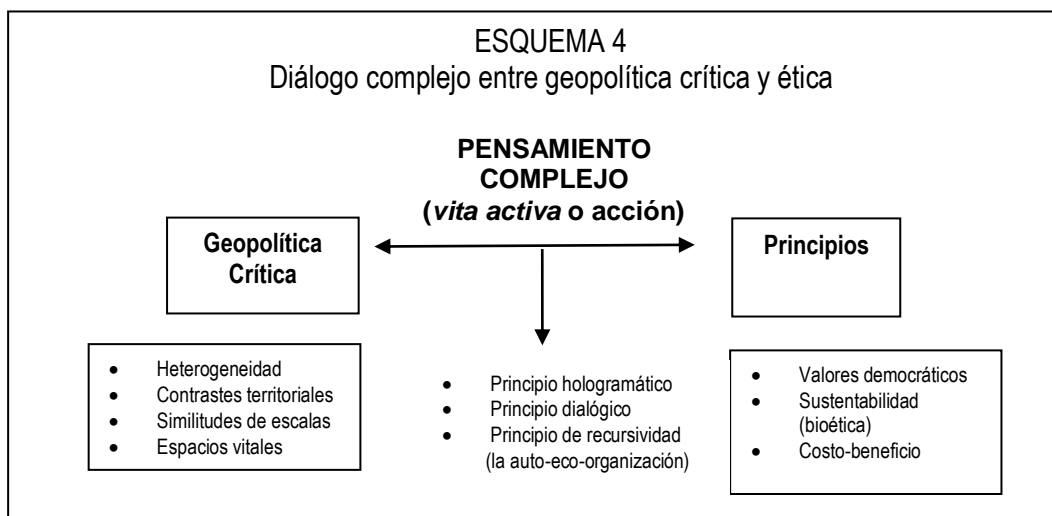 ESQUEMA 4
Diálogo complejo entre geopolítica crítica y ética
PENSAMIENTO
COMPLEJO
(vita activa o acción)
Geopolítica
Crítica
Principios
• Heterogeneidad
• Contrastes territoriales
• Similitudes de escalas
• Espacios vitales
• Principio hologramático
• Principio dialógico
• Principio de recursividad
(la auto-eco-organización)
• Valores democráticos
• Sustentabilidad
(bioética)
• Costo-beneficio